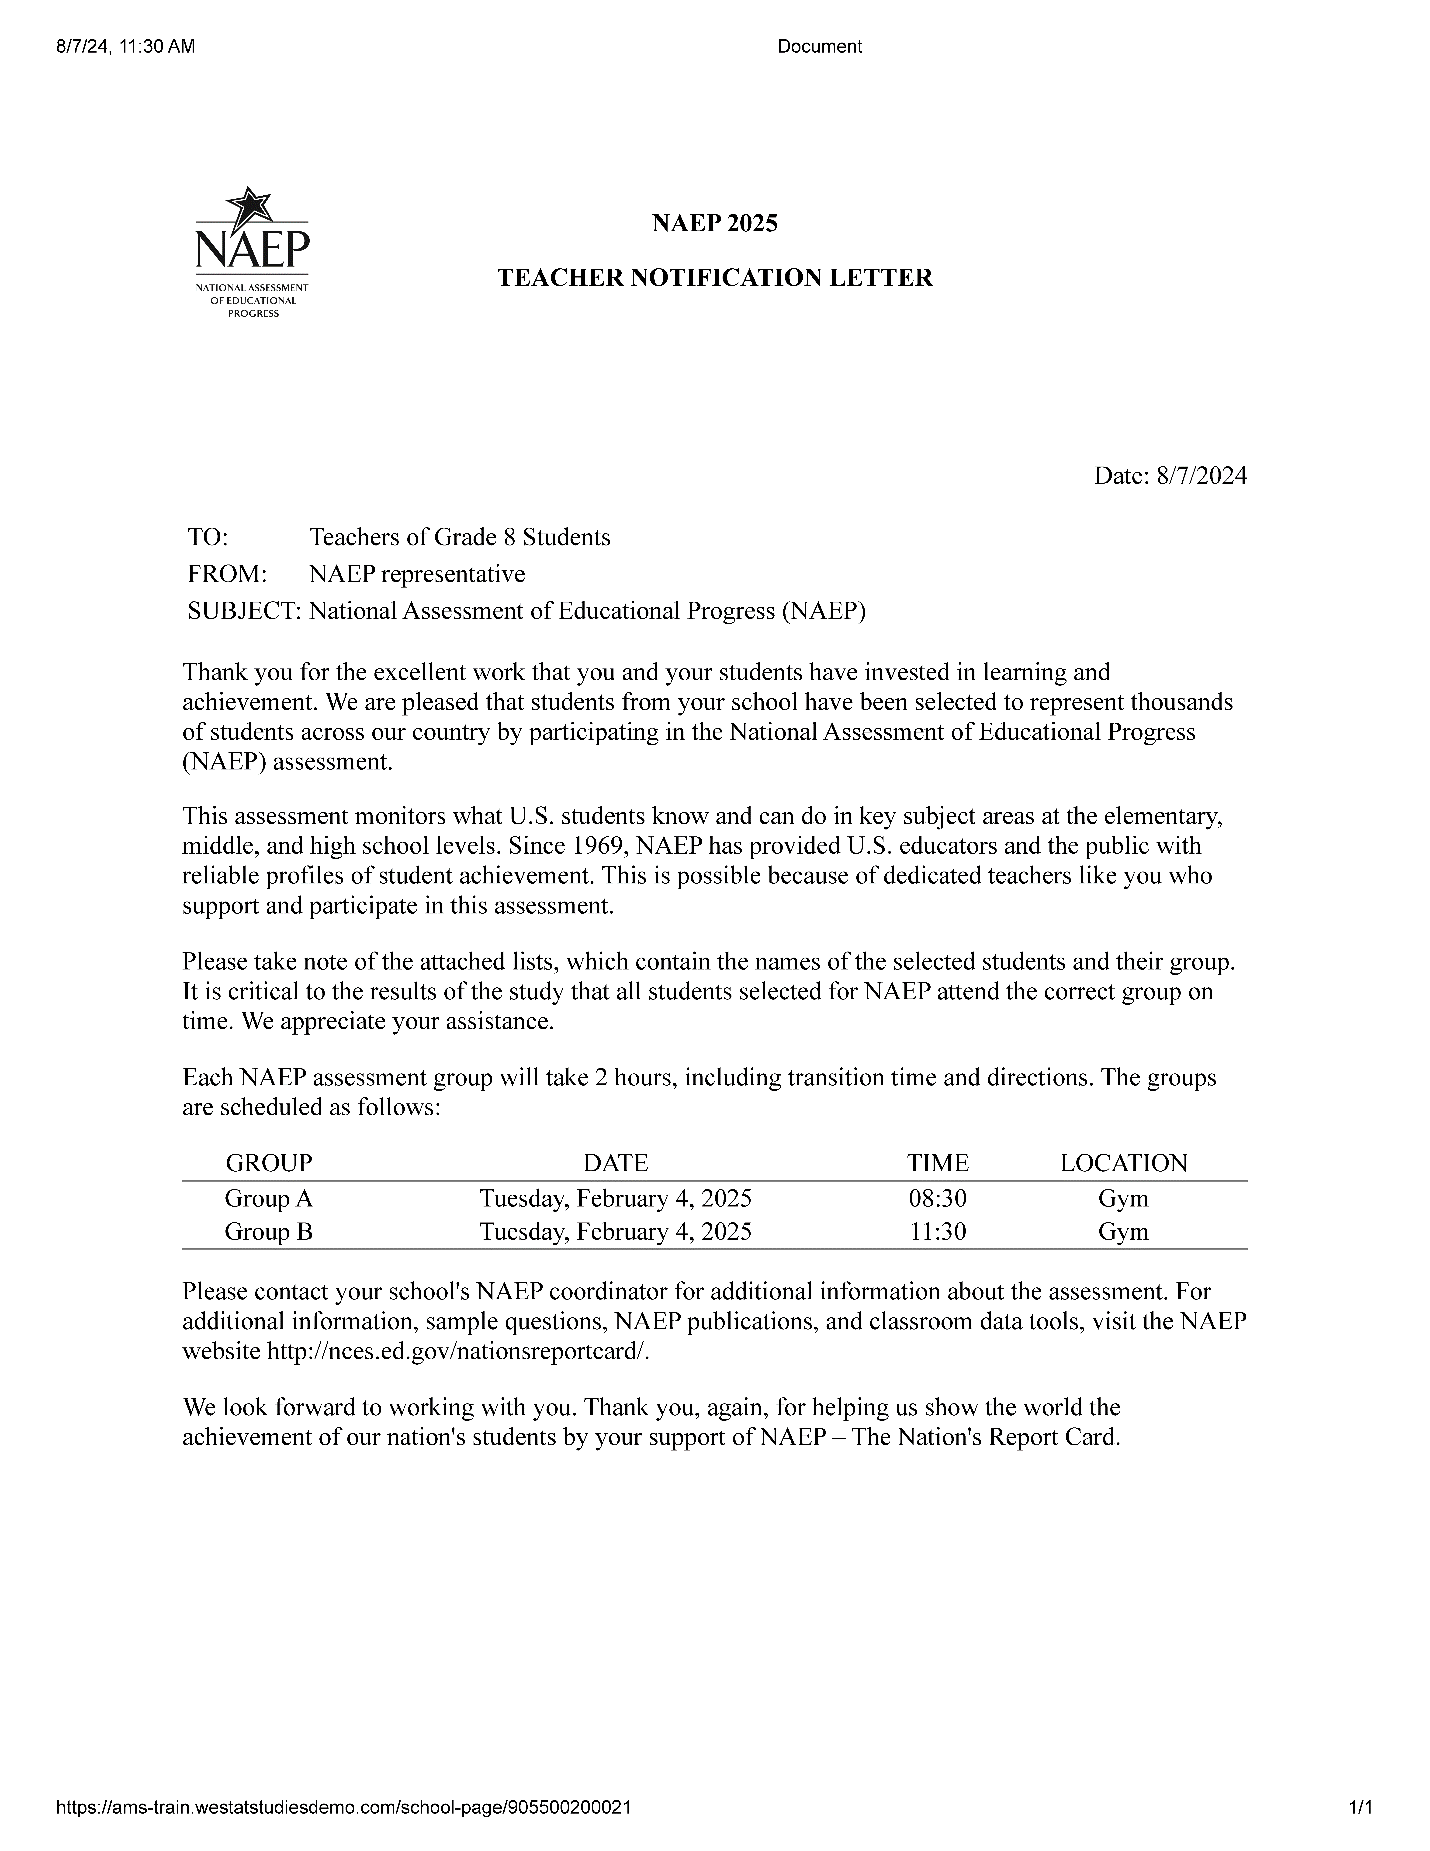 8/7/24, 11:30 AM Document
NAEP
NATIONAL ASSESSMENT
OF EDUCATIONAL
PROGRESS
NAEP 2025
TEACHER NOTIFICATION LETTER
Date: 8/7/2024
TO: Teachers of Grade 8 Students
FROM: NAEP representative
SUBJECT: National Assessment of Educational Progress (NAEP)
Thank you for the excellent work that you and your students have invested in learning and
achievement. We are pleased that students from your school have been selected to represent thousands
of students across our country by participating in the National Assessment of Educational Progress
(NAEP) assessment.
This assessment monitors what U.S. students know and can do in key subject areas at the elementary,
middle, and high school levels. Since 1969, NAEP has provided U.S. educators and the public with
reliable profiles of student achievement. This is possible because of dedicated teachers like you who
support and participate in this assessment.
Please take note of the attached lists, which contain the names of the selected students and their group.
It is critical to the results of the study that all students selected for NAEP attend the correct group on
time. We appreciate your assistance.
Each NAEP assessment group will take 2 hours, including transition time and directions. The groups
are scheduled as follows:
GROUP DATE TIME LOCATION
Group A Tuesday, February 4, 2025 08:30 Gym
Group B Tuesday, February 4, 2025 11:30 Gym
Please contact your school's NAEP coordinator for additional information about the assessment. For
additional information, sample questions, NAEP publications, and classroom data tools, visit the NAEP
website http://nces.ed.gov/nationsreportcard/.
We look forward to working with you. Thank you, again, for helping us show the world the
achievement of our nation's students by your support of NAEP – The Nation's Report Card.
https://ams-train.westatstudiesdemo.com/school-page/905500200021 1/1